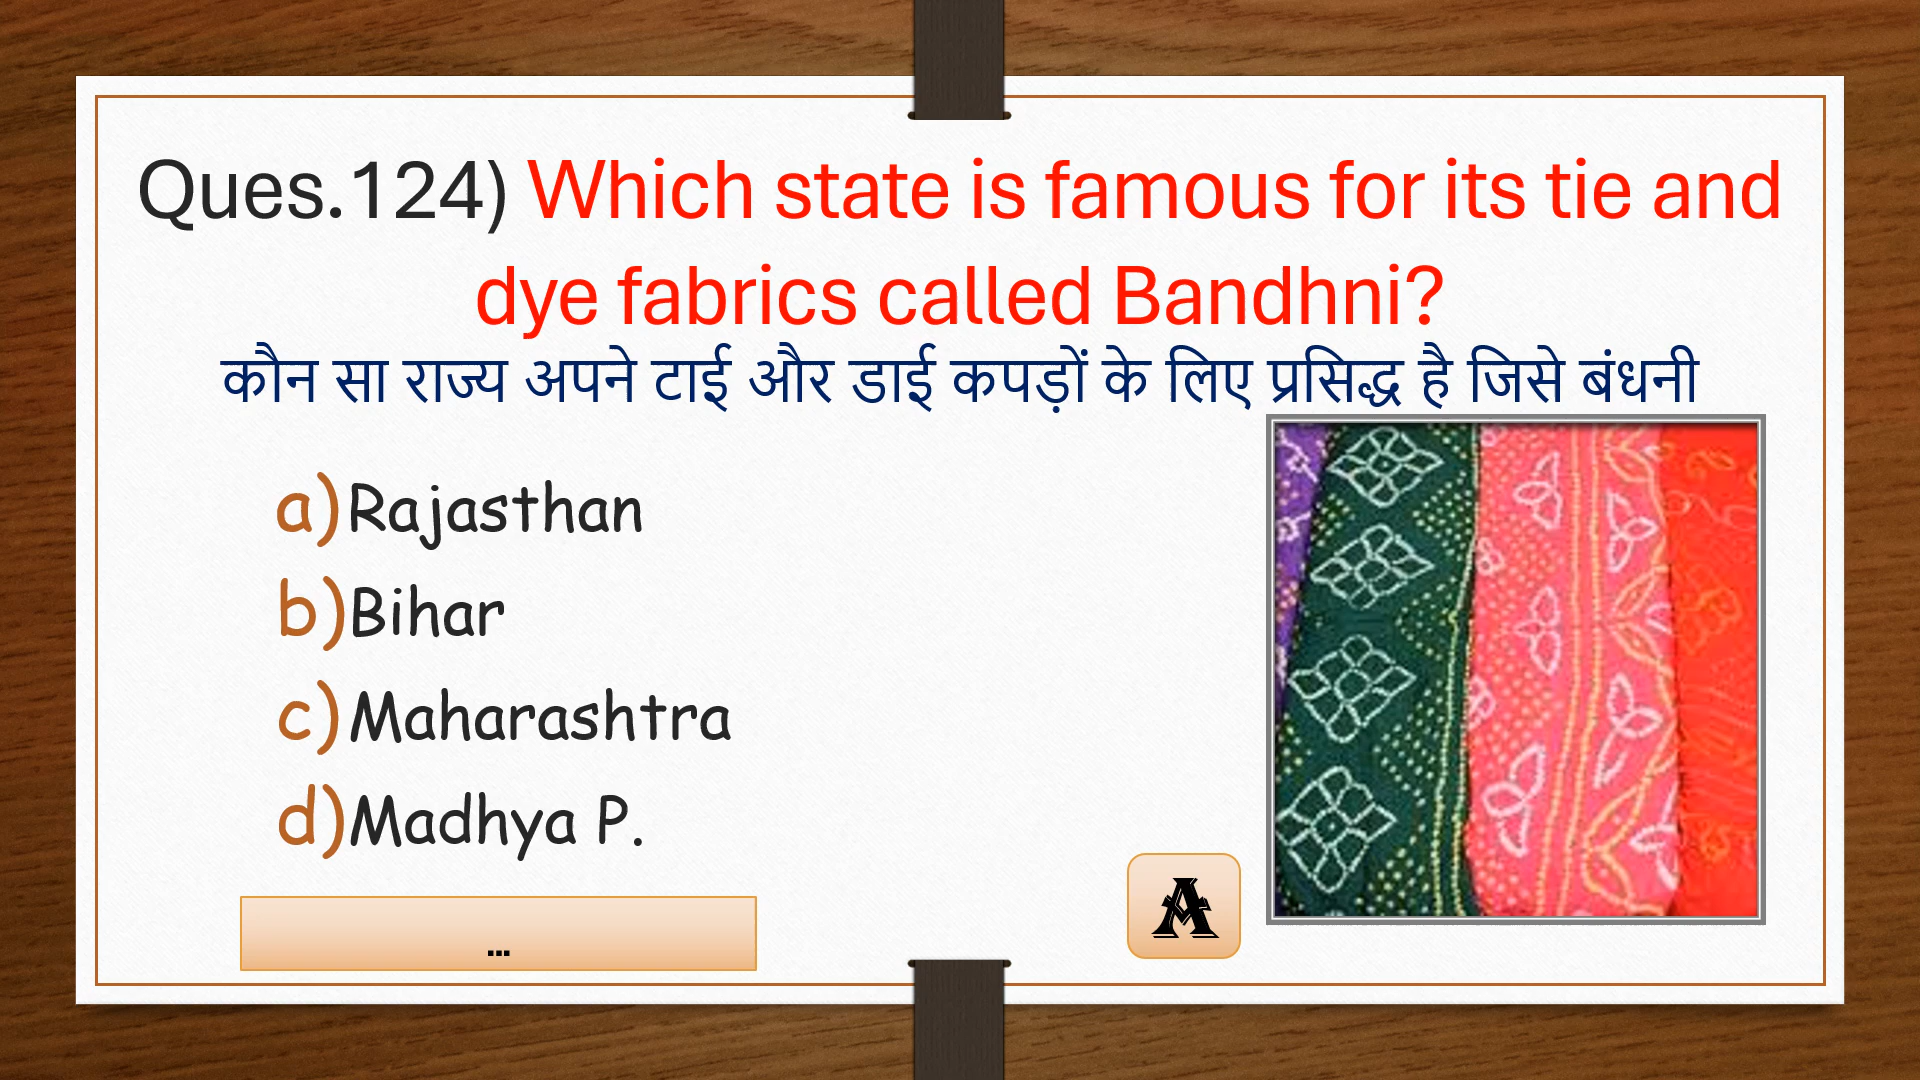 Ques.124) Which state is famous for its tie and
dye fabrics called Bandhni?
कौन सा राज्य अपने टाई और डाई कपड़ों के लिए प्रसिद्ध है जिसे बंधनी
a)Rajasthan
b)Bihar
c)Maharashtra
d)Madhya P.
...
A